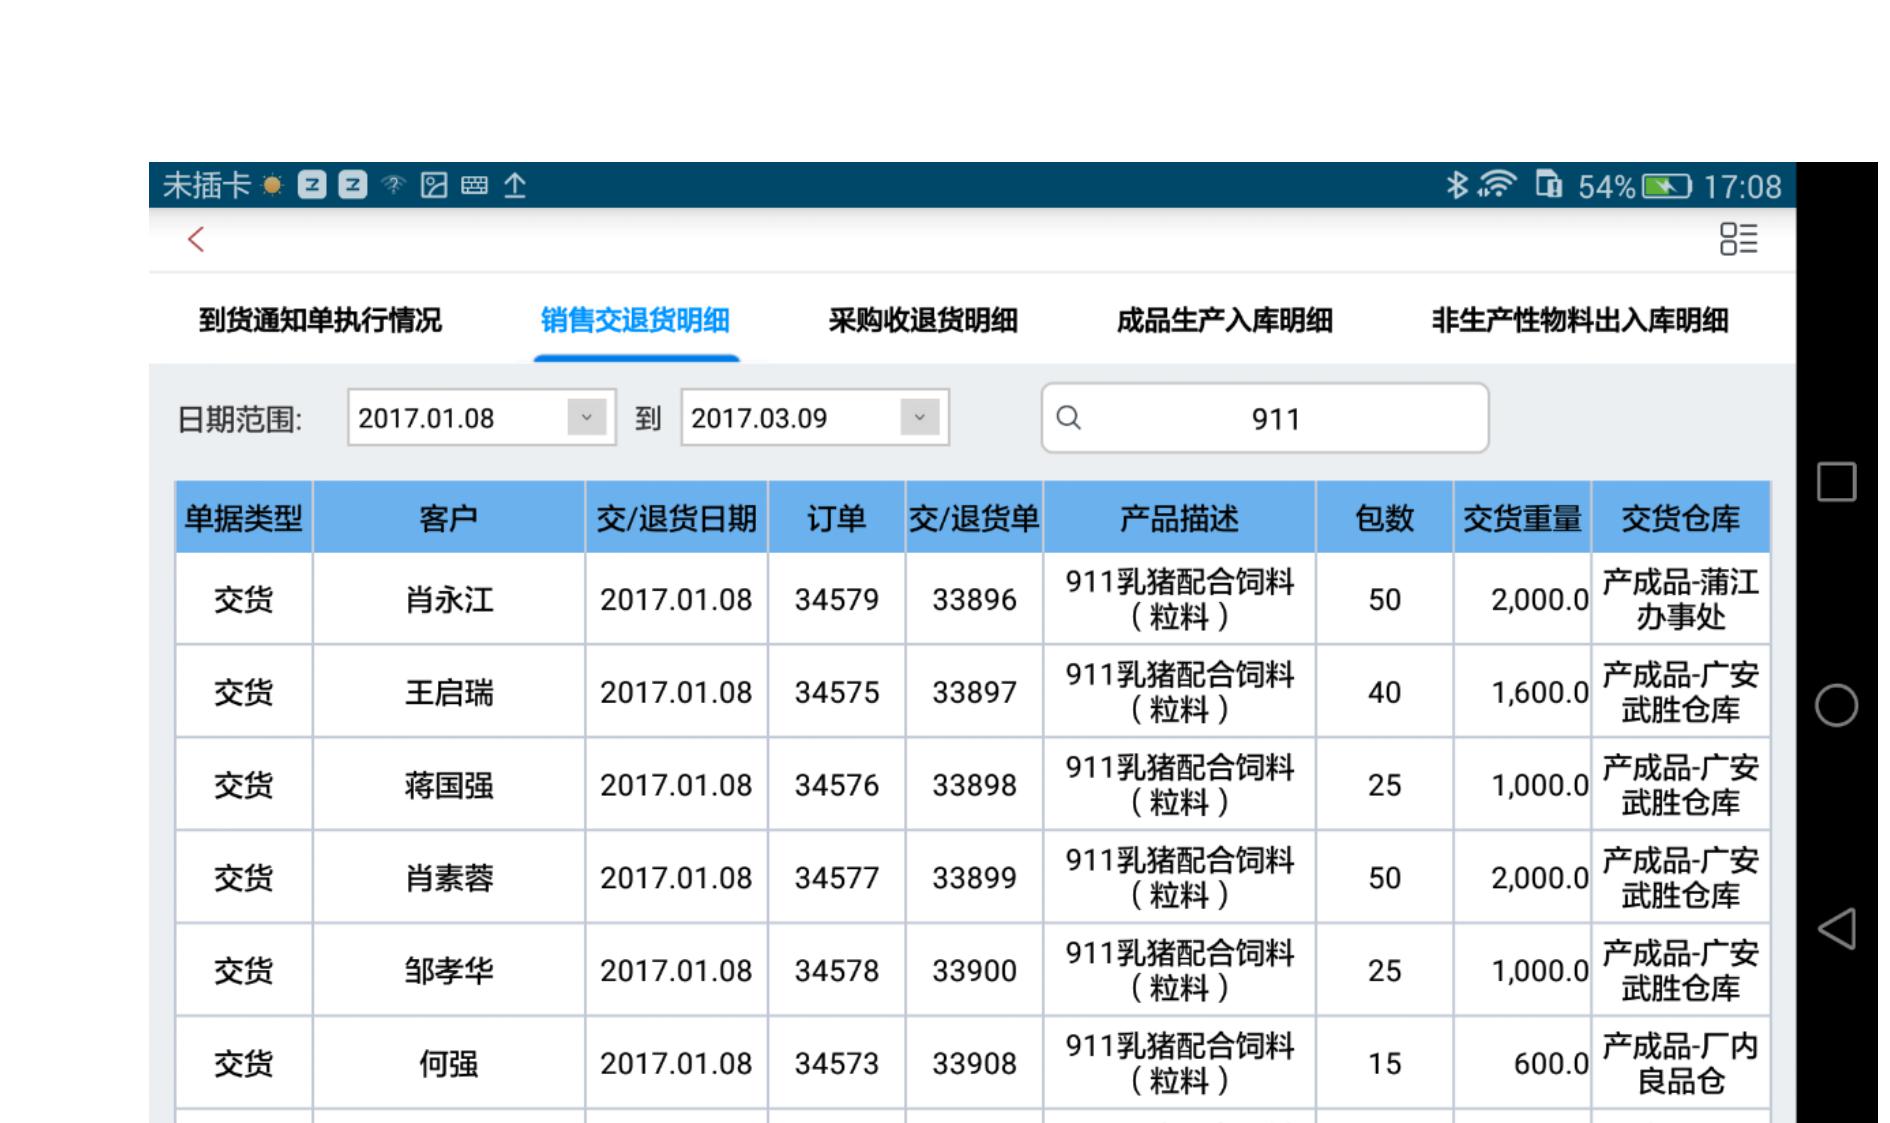 未插卡 54% 17:08
到货通知单执行情况 销售交退货明细 采购收退货明细 成品生产入库明细 非生产性物料出入库明细
日期范围: 2017.01.08 到 2017.03.09 911
单据类型 客户 交/退货日期 订单 交/退货单 产品描述 包数 交货重量 交货仓库
交货 肖永江 2017.01.08 34579 33896 911乳猪配合饲料（粒料） 50 2,000.0 产成品-蒲江办事处
交货 王启瑞 2017.01.08 34575 33897 911乳猪配合饲料（粒料） 40 1,600.0 产成品-广安武胜仓库
交货 蒋国强 2017.01.08 34576 33898 911乳猪配合饲料（粒料） 25 1,000.0 产成品-广安武胜仓库
交货 肖素蓉 2017.01.08 34577 33899 911乳猪配合饲料（粒料） 50 2,000.0 产成品-广安武胜仓库
交货 邹孝华 2017.01.08 34578 33900 911乳猪配合饲料（粒料） 25 1,000.0 产成品-广安武胜仓库
交货 何强 2017.01.08 34573 33908 911乳猪配合饲料（粒料） 15 600.0 产成品-厂内良品仓